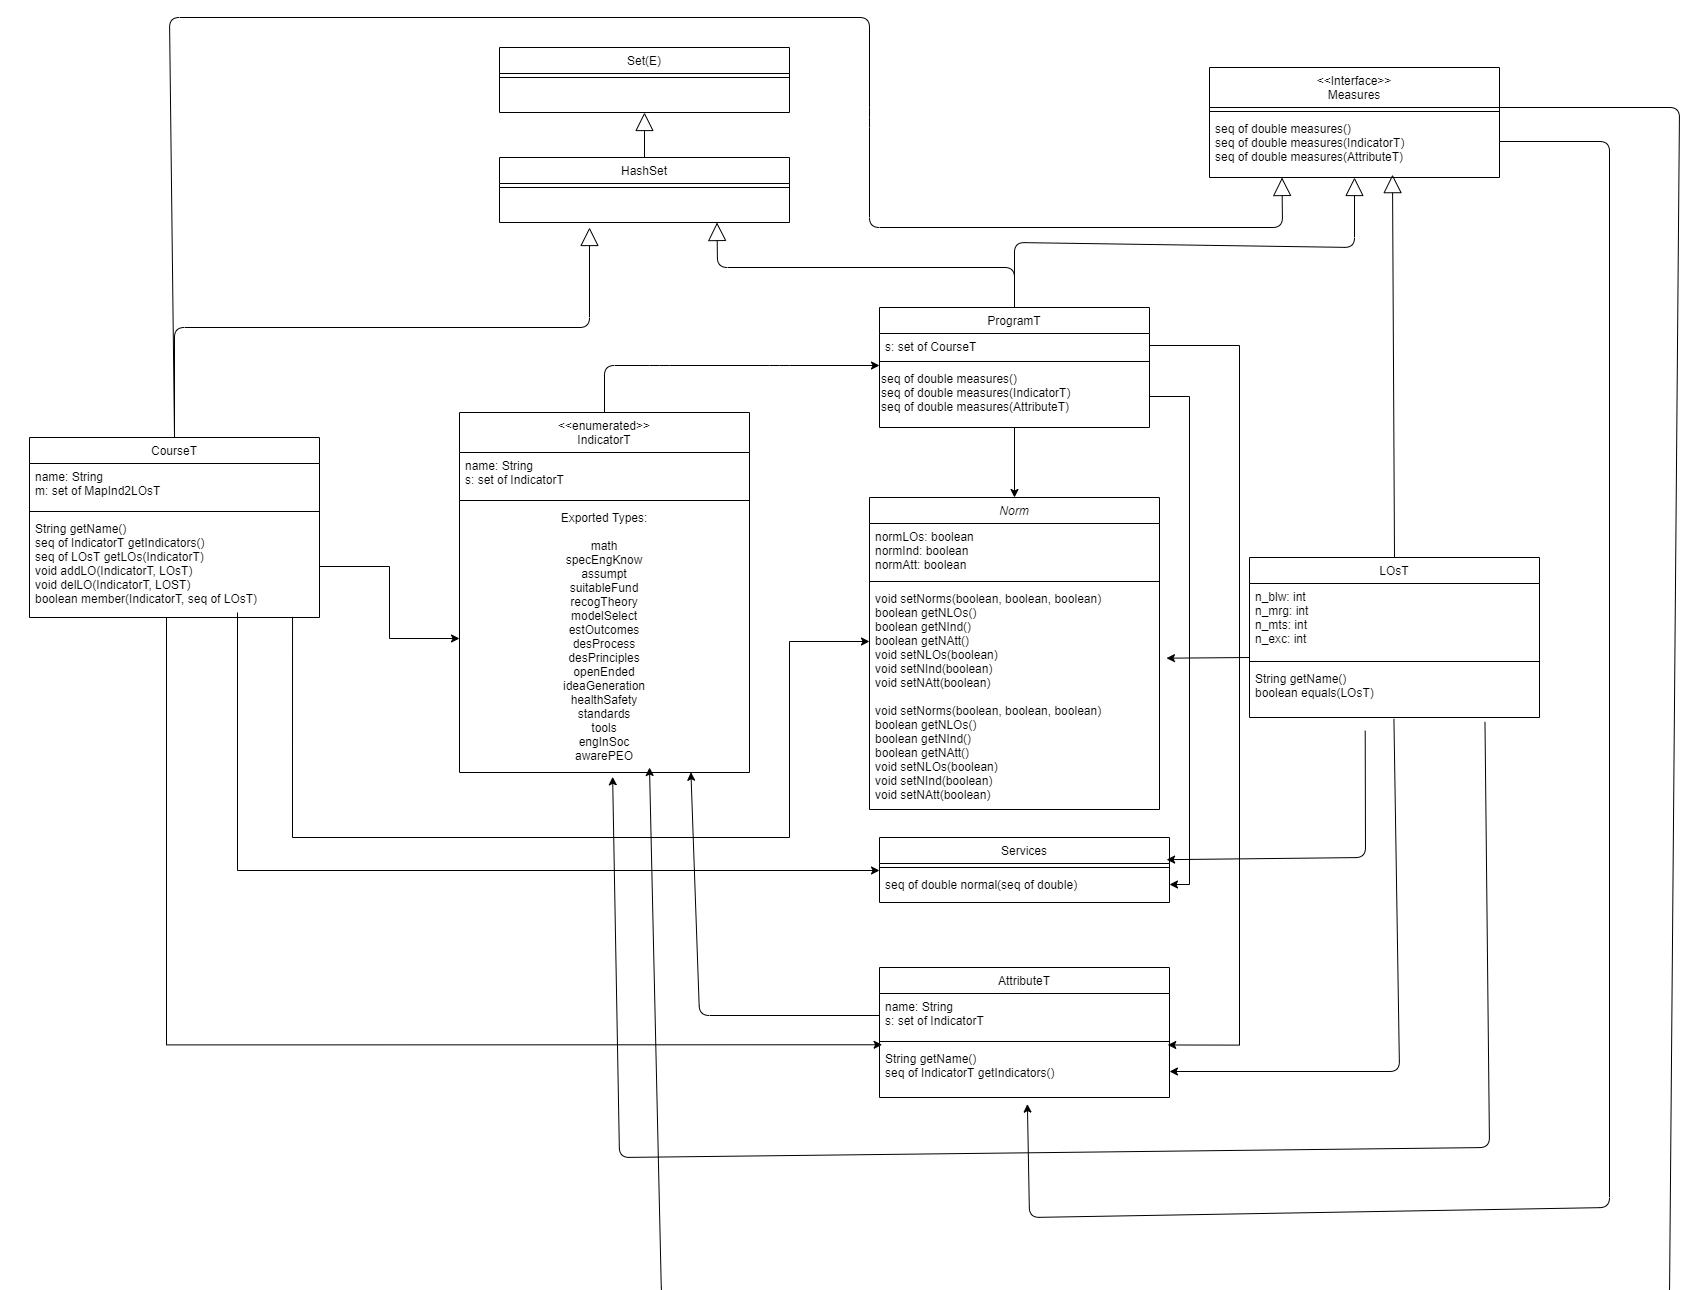 Set(E)
HashSet
<<Interface>>
Measures
seq of double measures()
seq of double measures(IndicatorT)
seq of double measures(AttributeT)
ProgramT
s: set of CourseT
seq of double measures()
seq of double measures(IndicatorT)
seq of double measures(AttributeT)
CourseT
name: String
m: set of MapInd2LOsT
String getName()
seq of IndicatorT getIndicators()
seq of LOsT getLOs(IndicatorT)
void addLO(IndicatorT, LOsT)
void delLO(IndicatorT, LOST)
boolean member(IndicatorT, seq of LOsT)
<<enumerated>>
IndicatorT
name: String
s: set of IndicatorT
Exported Types:
math
specEngKnow
assumpt
suitableFund
recogTheory
modelSelect
estOutcomes
desProcess
desPrinciples
openEnded
ideaGeneration
healthSafety
standards
tools
engInSoc
awarePEO
Norm
normLOs: boolean
normInd: boolean
normAtt: boolean
void setNorms(boolean, boolean, boolean)
boolean getNLOs()
boolean getNInd()
boolean getNAtt()
void setNLOs(boolean)
void setNInd(boolean)
void setNAtt(boolean)
void setNorms(boolean, boolean, boolean)
boolean getNLOs()
boolean getNInd()
boolean getNAtt()
void setNLOs(boolean)
void setNInd(boolean)
void setNAtt(boolean)
LOsT
n_blw: int
n_mrg: int
n_mts: int
n_exc: int
String getName()
boolean equals(LOsT)
Services
seq of double normal(seq of double)
AttributeT
name: String
s: set of IndicatorT
String getName()
seq of IndicatorT getIndicators()